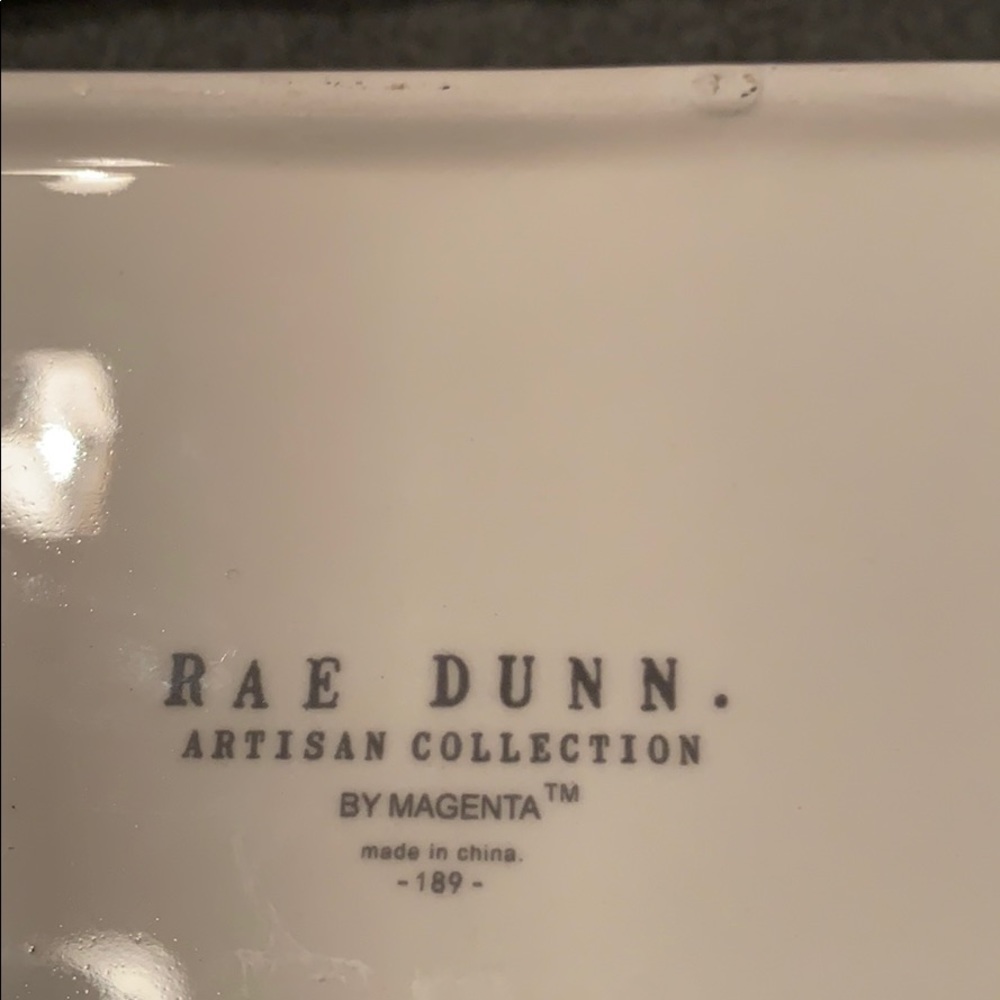 RAE DUNN.
ARTISAN COLLECTION
BY MAGENTA™
made in china.
-189-